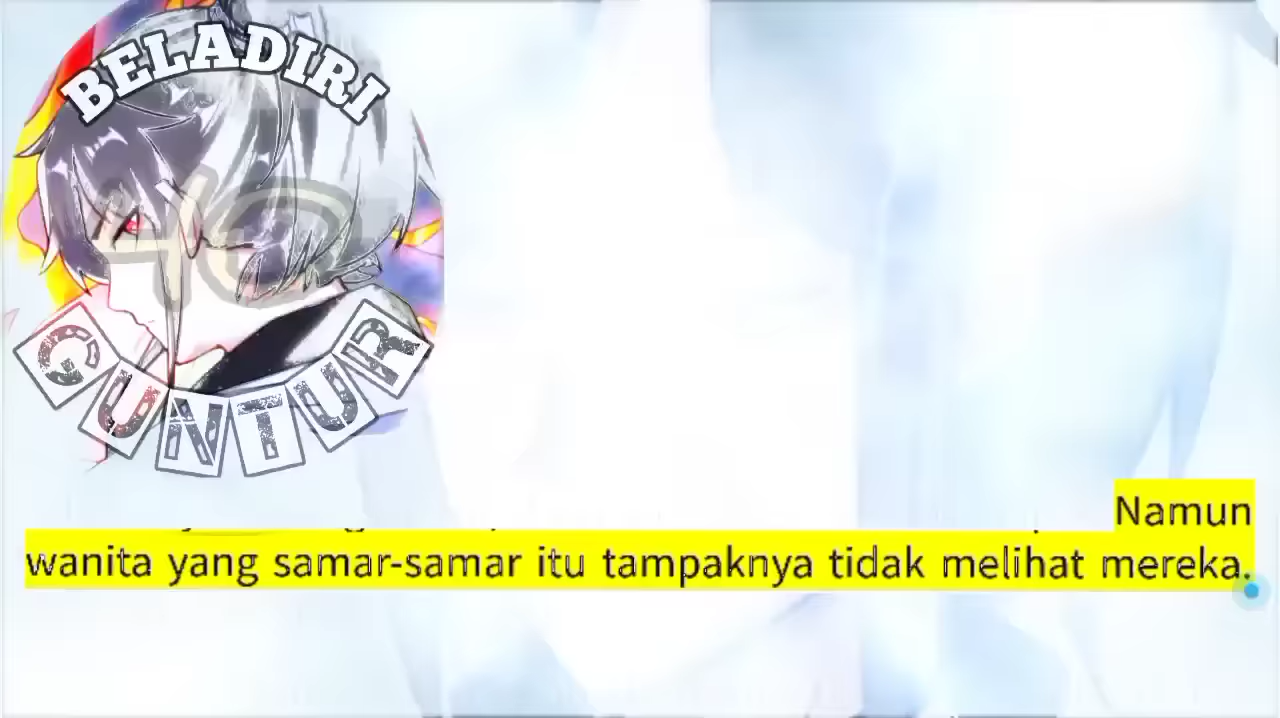 BELADIRI
GUNTUR
Namun
wanita yang samar-samar itu tampaknya tidak melihat mereka.